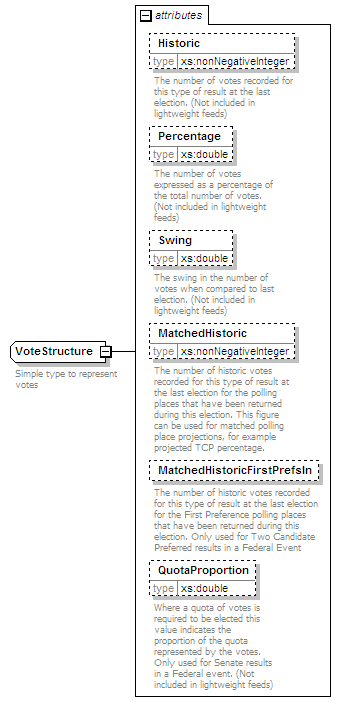 attributes
Historic
type xs:nonNegativeInteger
The number of votes recorded for
this type of result at the last
election. (Not included in
lightweight feeds)
Percentage
type xs:double
The number of votes
expressed as a percentage of
the total number of votes.
(Not included in lightweight
feeds)
Swing
type xs:double
The swing in the number of
votes when compared to last
election. (Not included in
lightweight feeds)
VoteStructure
Simple type to represent
votes
MatchedHistoric
type xs:nonNegativeInteger
The number of historic votes
recorded for this type of result at
the last election for the polling
places that have been returned
during this election. This figure
can be used for matched polling
place projections, for example
projected TCP percentage.
MatchedHistoricFirstPrefsIn
The number of historic votes recorded
for this type of result at the last election
for the First Preference polling places
that have been returned during this
election. Only used for Two Candidate
Preferred results in a Federal Event
QuotaProportion
type xs:double
Where a quota of votes is
required to be elected this
value indicates the
proportion of the quota
represented by the votes.
Only used for Senate results
in a Federal event. (Not
included in lightweight feeds)